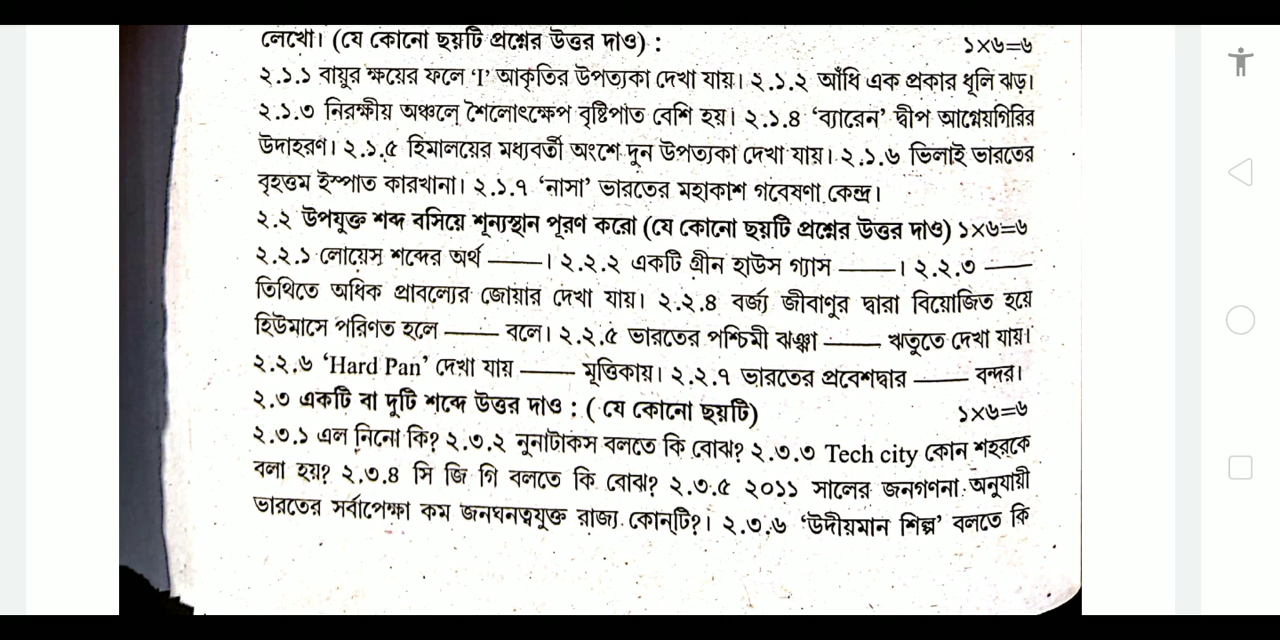 লেখো। (যে কোনো ছয়টি প্রশ্নের উত্তর দাও) : ১×৬=৬
২.১.১ বায়ুর ক্ষয়ের ফলে ‘I’ আকৃতির উপত্যকা দেখা যায়। ২.১.২ আঁধি এক প্রকার ধূলি ঝড়।
২.১.৩ নিরক্ষীয় অঞ্চলে শৈলোৎক্ষেপ বৃষ্টিপাত বেশি হয়। ২.১.৪ ‘ব্যারেন’ দ্বীপ আগ্নেয়গিরির
উদাহরণ। ২.১.৫ হিমালয়ের মধ্যবর্তী অংশে দুন উপত্যকা দেখা যায়। ২.১.৬ ভিলাই ভারতের
বৃহত্তম ইস্পাত কারখানা। ২.১.৭ ‘নাসা’ ভারতের মহাকাশ গবেষণা কেন্দ্র।
২.২ উপযুক্ত শব্দ বসিয়ে শূন্যস্থান পূরণ করো (যে কোনো ছয়টি প্রশ্নের উত্তর দাও) ১×৬=৬
২.২.১ লোয়েস শব্দের অর্থ ——। ২.২.২ একটি গ্রীন হাউস গ্যাস ——। ২.২.৩ ——
তিথিতে অধিক প্রাবল্যের জোয়ার দেখা যায়। ২.২.৪ বর্জ্য জীবাণুর দ্বারা বিয়োজিত হয়ে
হিউমাসে পরিণত হলে —— বলে। ২.২.৫ ভারতের পশ্চিমী ঝঞ্ঝা —— ঋতুতে দেখা যায়।
২.২.৬ ‘Hard Pan’ দেখা যায় —— মৃত্তিকায়। ২.২.৭ ভারতের প্রবেশদ্বার —— বন্দর।
২.৩ একটি বা দুটি শব্দে উত্তর দাও : ( যে কোনো ছয়টি) ১×৬=৬
২.৩.১ এল নিনো কি? ২.৩.২ নুনাটাকস বলতে কি বোঝ? ২.৩.৩ Tech city কোন শহরকে
বলা হয়? ২.৩.৪ সি জি গি বলতে কি বোঝ? ২.৩.৫ ২০১১ সালের জনগণনা অনুযায়ী
ভারতের সর্বাপেক্ষা কম জনঘনত্বযুক্ত রাজ্য কোন্‌টি?। ২.৩.৬ ‘উদীয়মান শিল্প’ বলতে কি